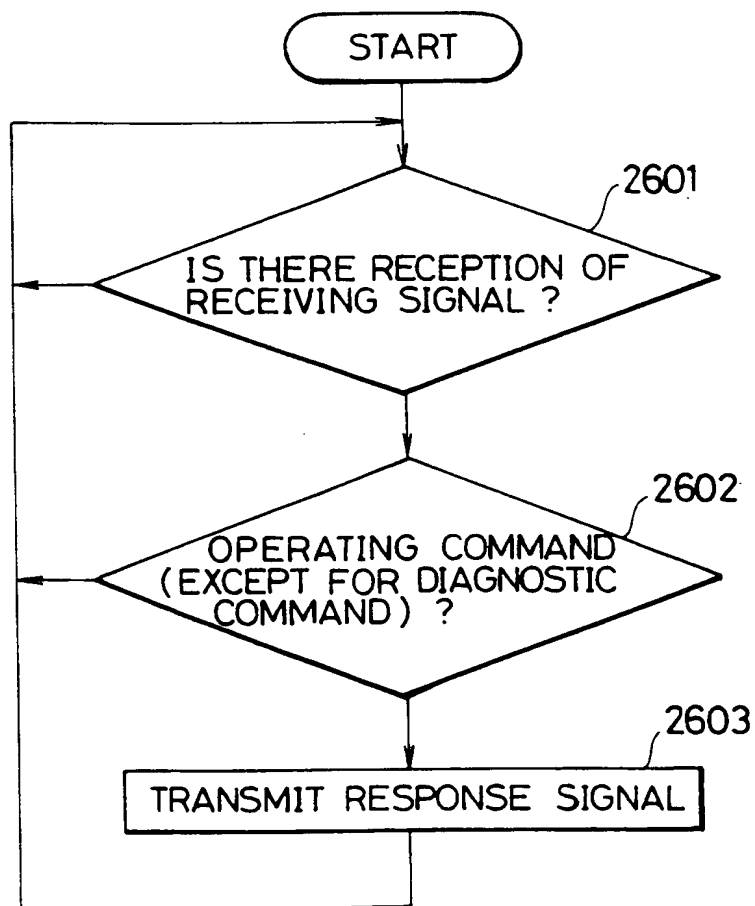 START
2601
IS THERE RECEPTION OF
RECEIVING SIGNAL ?
2602
OPERATING COMMAND
(EXCEPT FOR DIAGNOSTIC
COMMAND) ?
2603
TRANSMIT RESPONSE SIGNAL